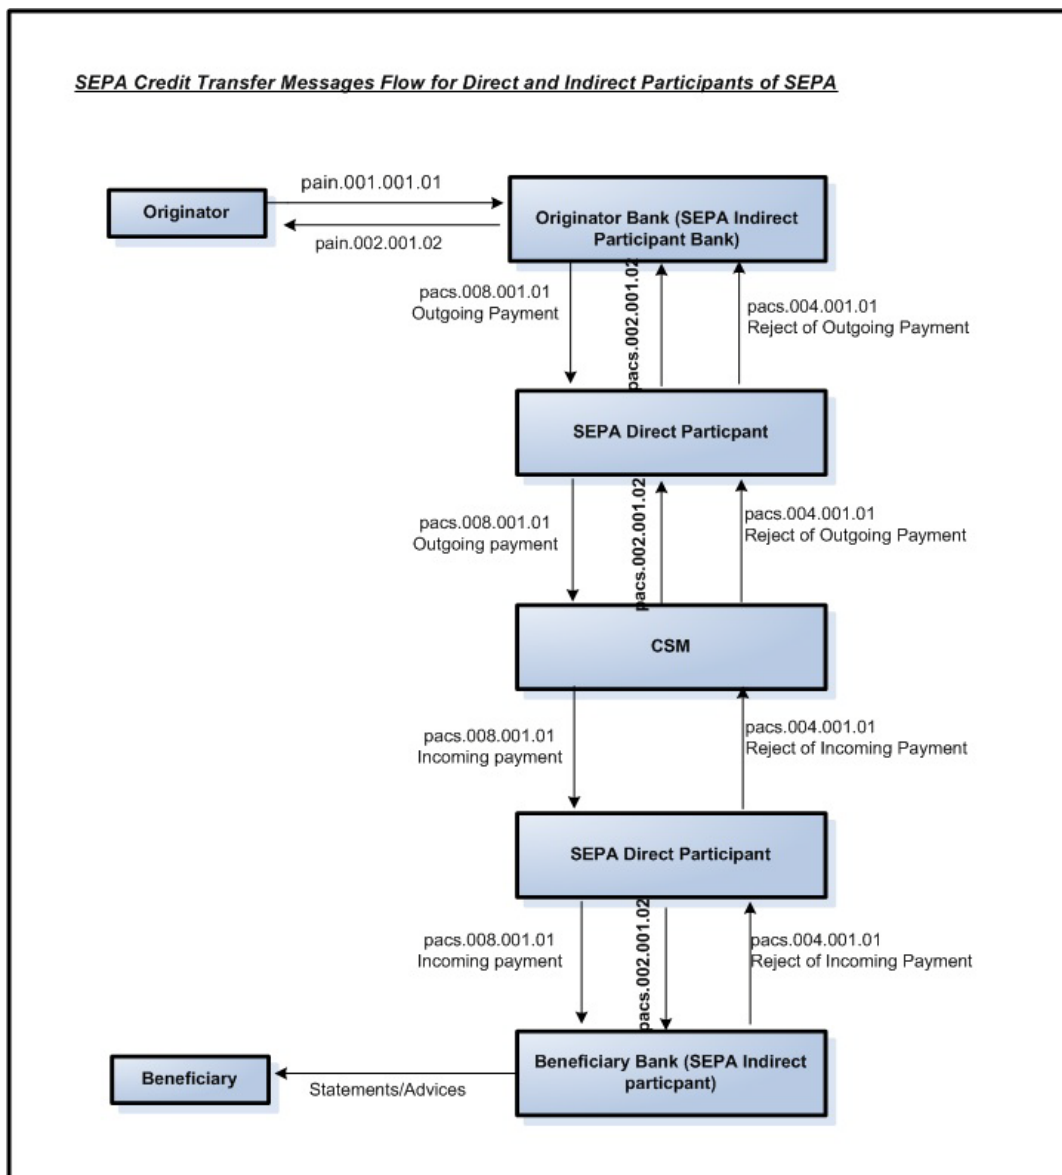 SEPA Credit Transfer Messages Flow for Direct and Indirect Participants of SEPA
pain.001.001.01
Originator
Originator Bank (SEPA Indirect
Participant Bank)
pain.002.001.02
pacs.008.001.01
Outgoing Payment
pacs.002.001.02
pacs.004.001.01
Reject of Outgoing Payment
SEPA Direct Particpant
pacs.008.001.01
Outgoing payment
pacs.002.001.02
pacs.004.001.01
Reject of Outgoing Payment
CSM
pacs.008.001.01
Incoming payment
pacs.004.001.01
Reject of Incoming Payment
SEPA Direct Participant
pacs.008.001.01
Incoming payment
pacs.002.001.02
pacs.004.001.01
Reject of Incoming Payment
Beneficiary Bank (SEPA Indirect
particpant)
Beneficiary
Statements/Advices